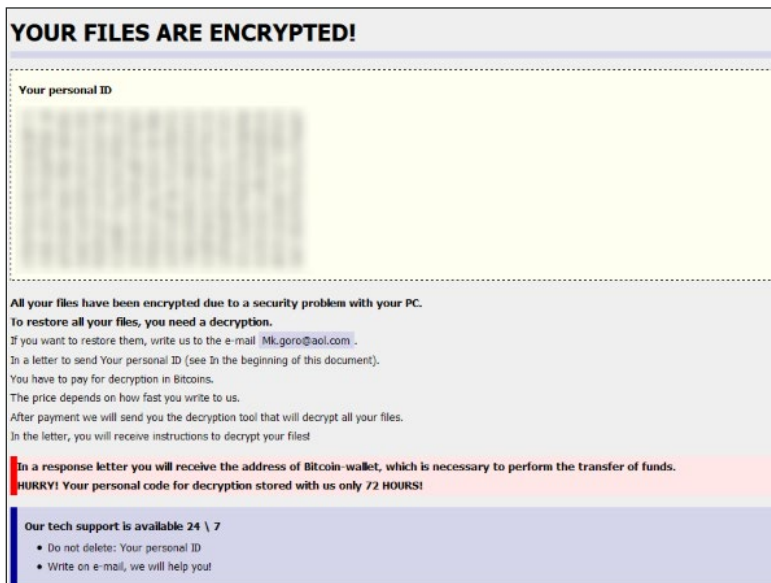 YOUR FILES ARE ENCRYPTED!
Your personal ID
All your files have been encrypted due to a security problem with your PC.
To restore all your files, you need a decryption.
If you want to restore them, write us to the e-mail Mk.goro@aol.com .
In a letter to send Your personal ID (see In the beginning of this document).
You have to pay for decryption in Bitcoins.
The price depends on how fast you write to us.
After payment we will send you the decryption tool that will decrypt all your files.
In the letter, you will receive instructions to decrypt your files!
In a response letter you will receive the address of Bitcoin-wallet, which is necessary to perform the transfer of funds.
HURRY! Your personal code for decryption stored with us only 72 HOURS!
Our tech support is available 24 \ 7
• Do not delete: Your personal ID
• Write on e-mail, we will help you!